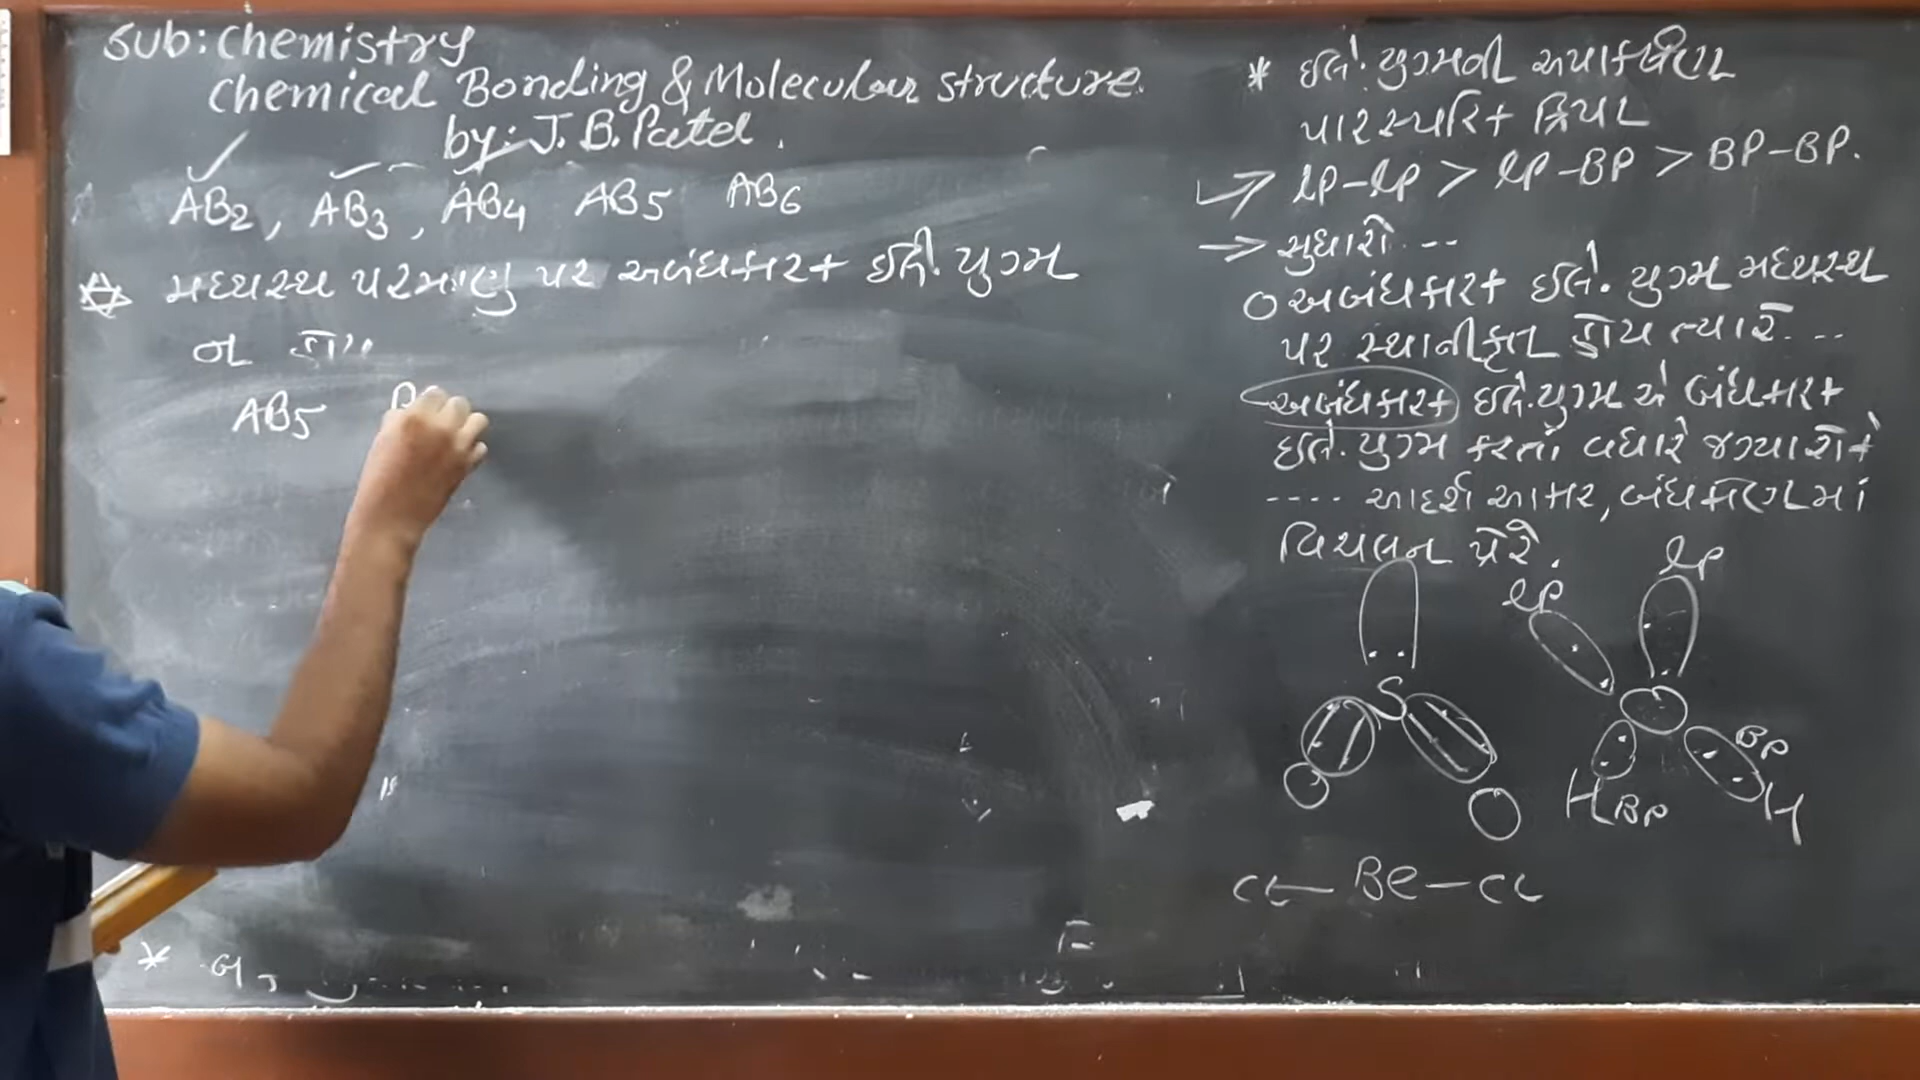 Sub: Chemistry
Chemical Bonding & Molecular structure.
by: J. B. Patel.
AB2, AB3, AB4 AB5 AB6
મધ્યસ્થ પરમાણુ પર અબંધકારક ઇલે. યુગ્મ
ન હોય
AB5
* ઇલે. યુગ્મની અપાકર્ષણ
પારસ્પરિક ક્રિયા
→ lp-lp > lp-BP > BP-BP.
→ સુધારો --
૦ અબંધકારક ઇલે. યુગ્મ મધ્યસ્થ
પર સ્થાનીકૃત હોય ત્યારે. --
અબંધકારક ઇલે. યુગ્મ એ બંધકારક
ઇલે. યુગ્મ કરતાં વધારે જગ્યા રોકે
---- આદર્શ આકાર, બંધકોણમાં
વિચલન પ્રેરે.
lp lp
S
BP
H BP H
Cl — Be — Cl
*